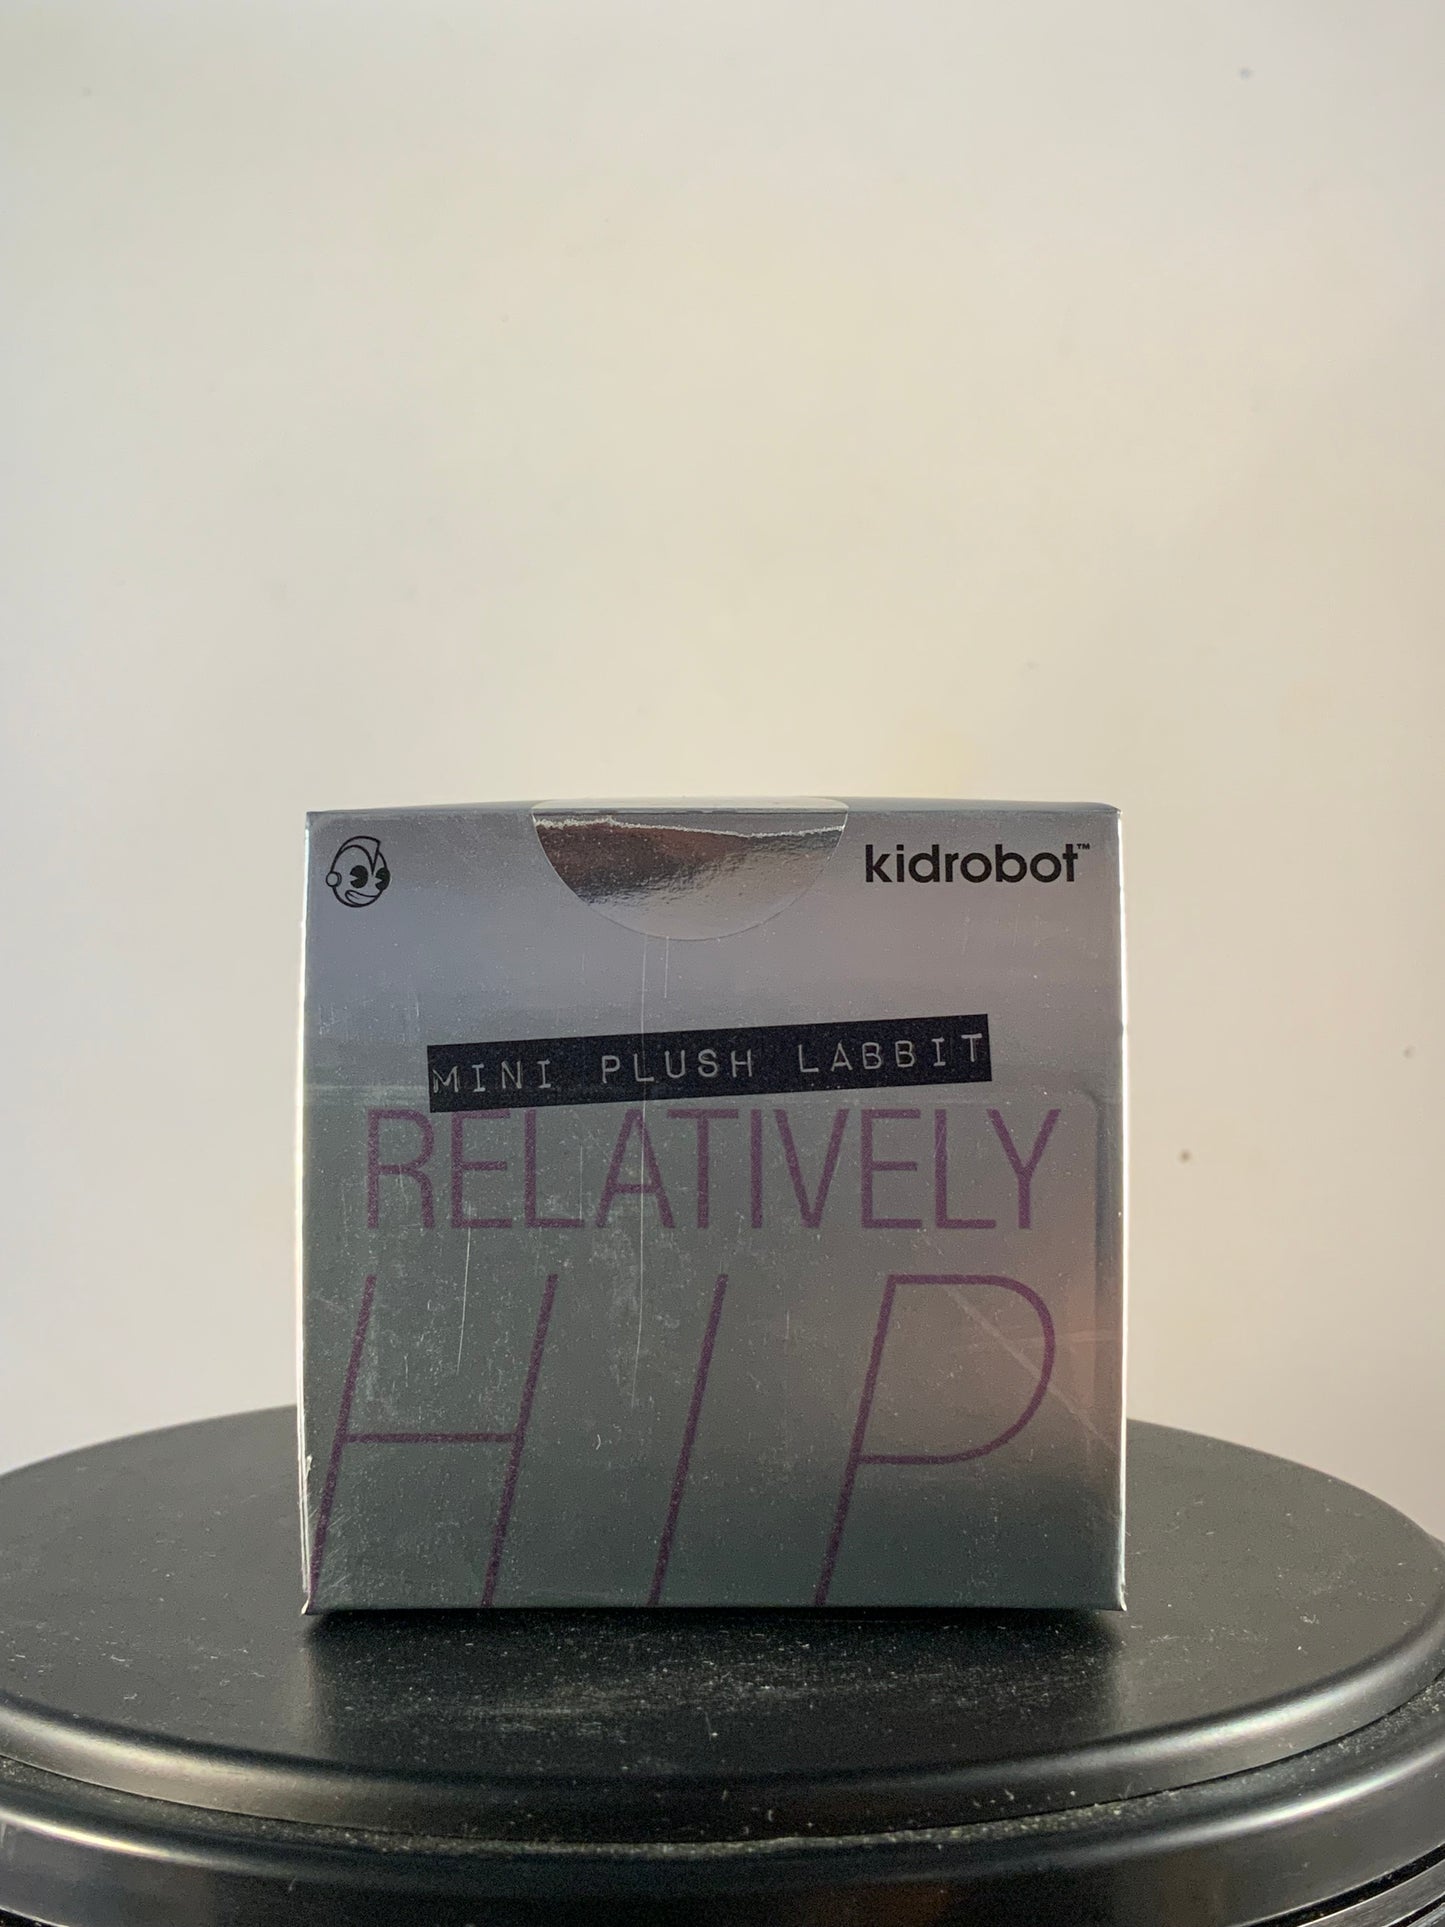 kidrobot™
MINI PLUSH LABBIT
RELATIVELY
HIP